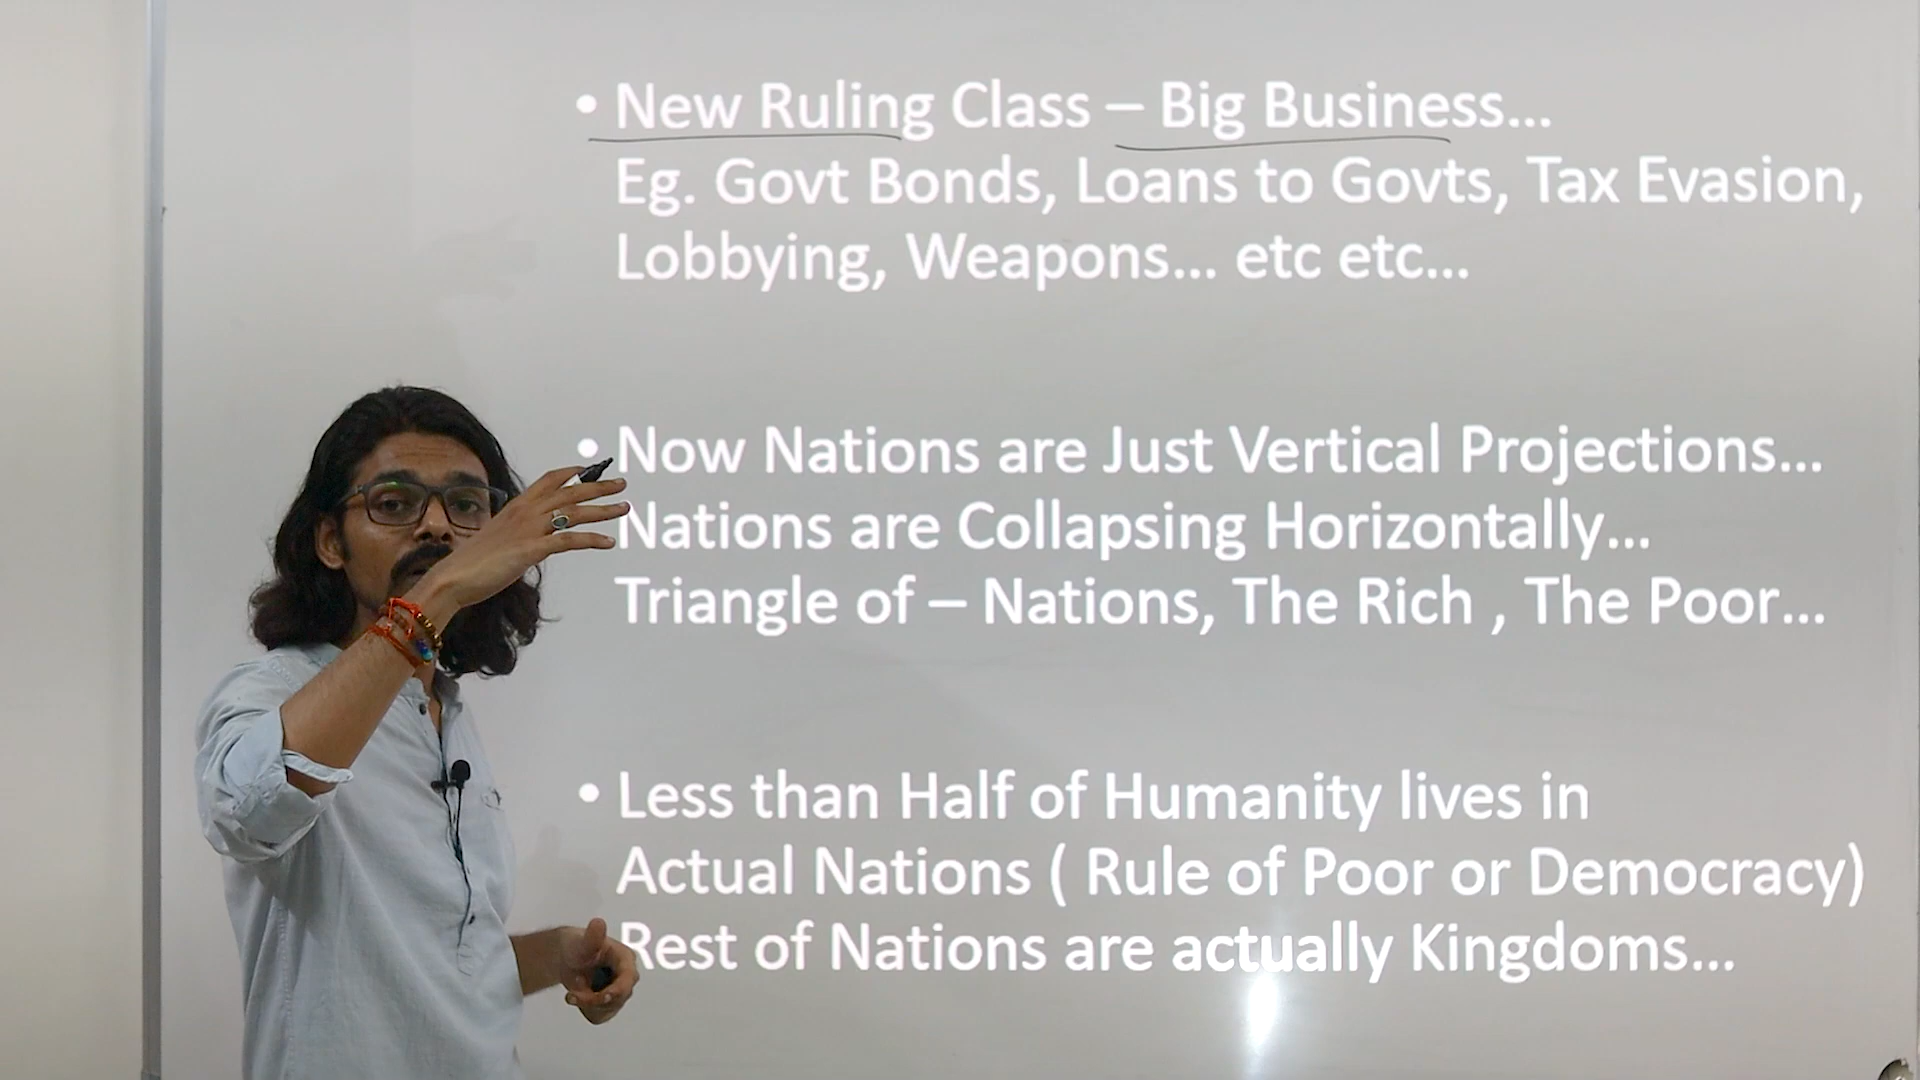 • New Ruling Class – Big Business...
Eg. Govt Bonds, Loans to Govts, Tax Evasion,
Lobbying, Weapons... etc etc...
• Now Nations are Just Vertical Projections...
Nations are Collapsing Horizontally...
Triangle of – Nations, The Rich , The Poor...
• Less than Half of Humanity lives in
Actual Nations ( Rule of Poor or Democracy)
Rest of Nations are actually Kingdoms...